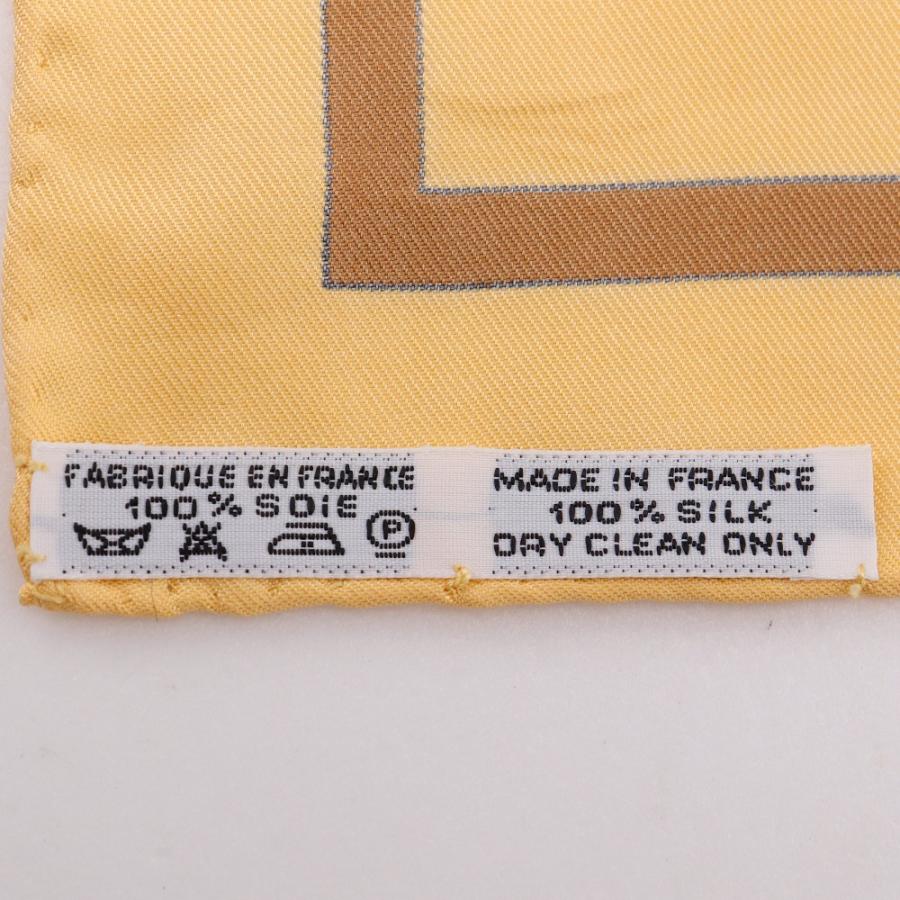 FABRIQUE EN FRANCE
100% SOIE
P
MADE IN FRANCE
100% SILK
DRY CLEAN ONLY